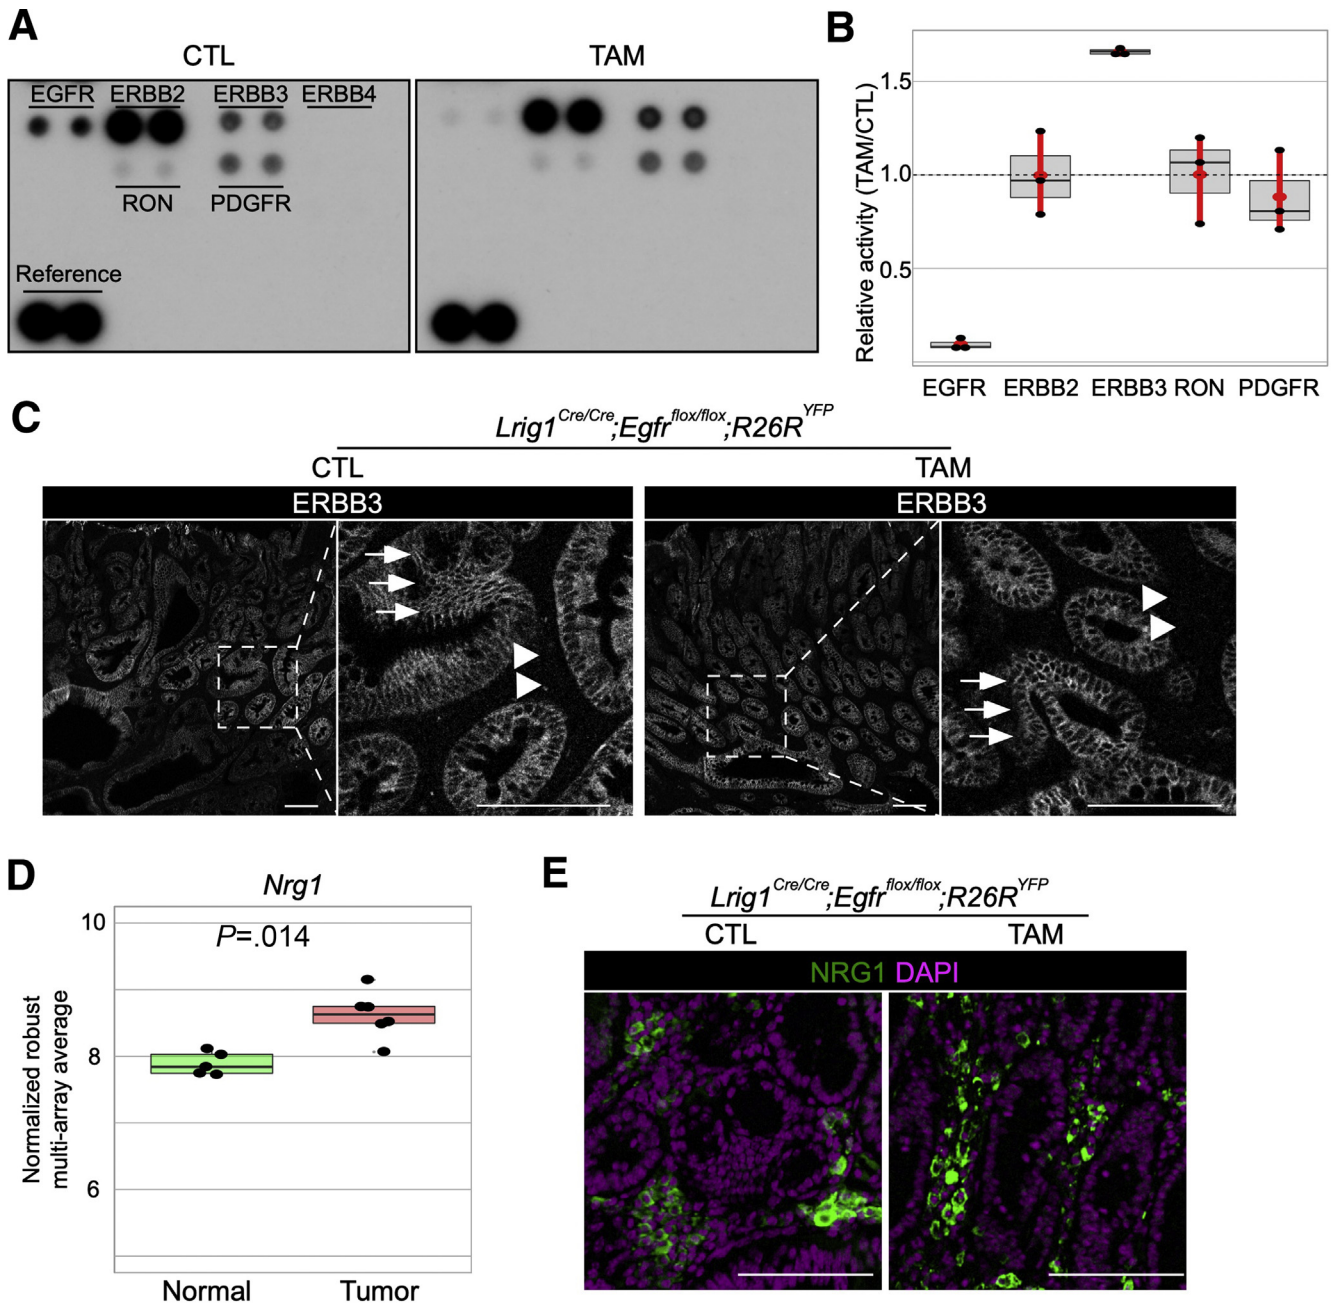 A
CTL
TAM
EGFR ERBB2 ERBB3 ERBB4
RON PDGFR
Reference
B
Relative activity (TAM/CTL)
1.5
1.0
0.5
EGFR ERBB2 ERBB3 RON PDGFR
C
Lrig1Cre/Cre;Egfrflox/flox;R26RYFP
CTL
TAM
ERBB3
ERBB3
D
Nrg1
P=.014
Normalized robust
multi-array average
10
8
6
Normal Tumor
E
Lrig1Cre/Cre;Egfrflox/flox;R26RYFP
CTL
TAM
NRG1 DAPI